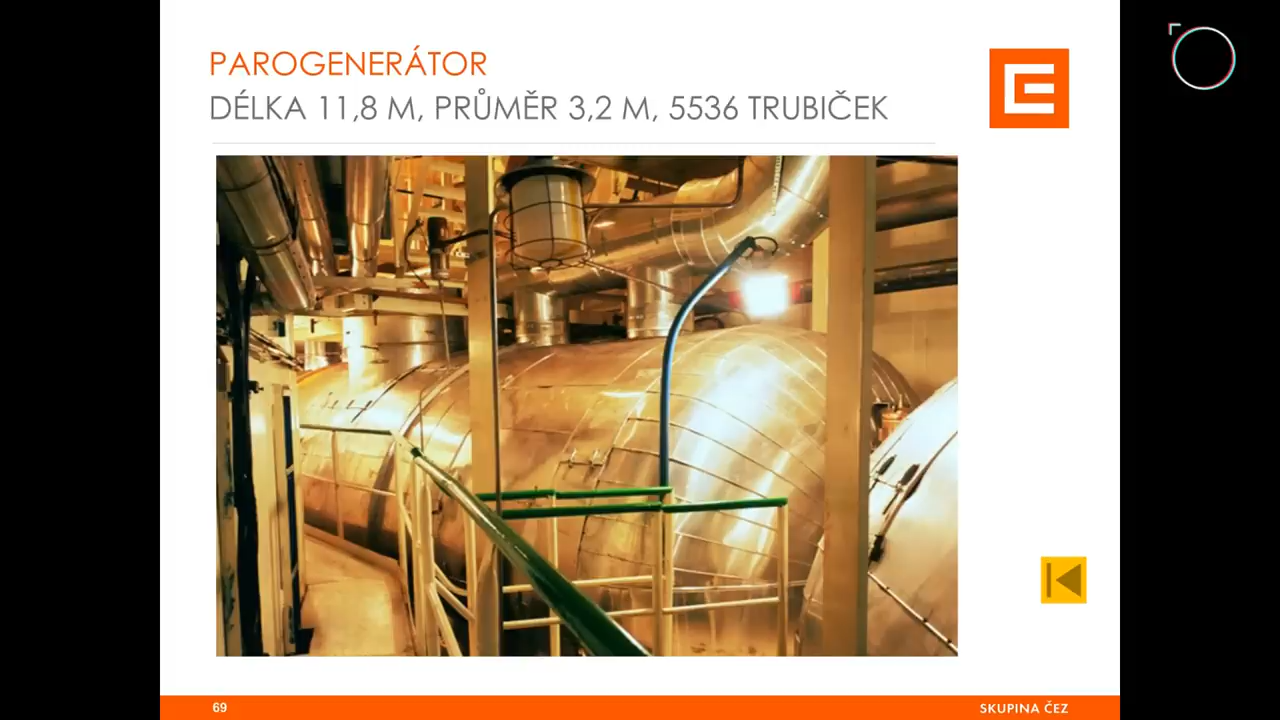 PAROGENERÁTOR
DÉLKA 11,8 M, PRŮMĚR 3,2 M, 5536 TRUBIČEK
69
SKUPINA ČEZ